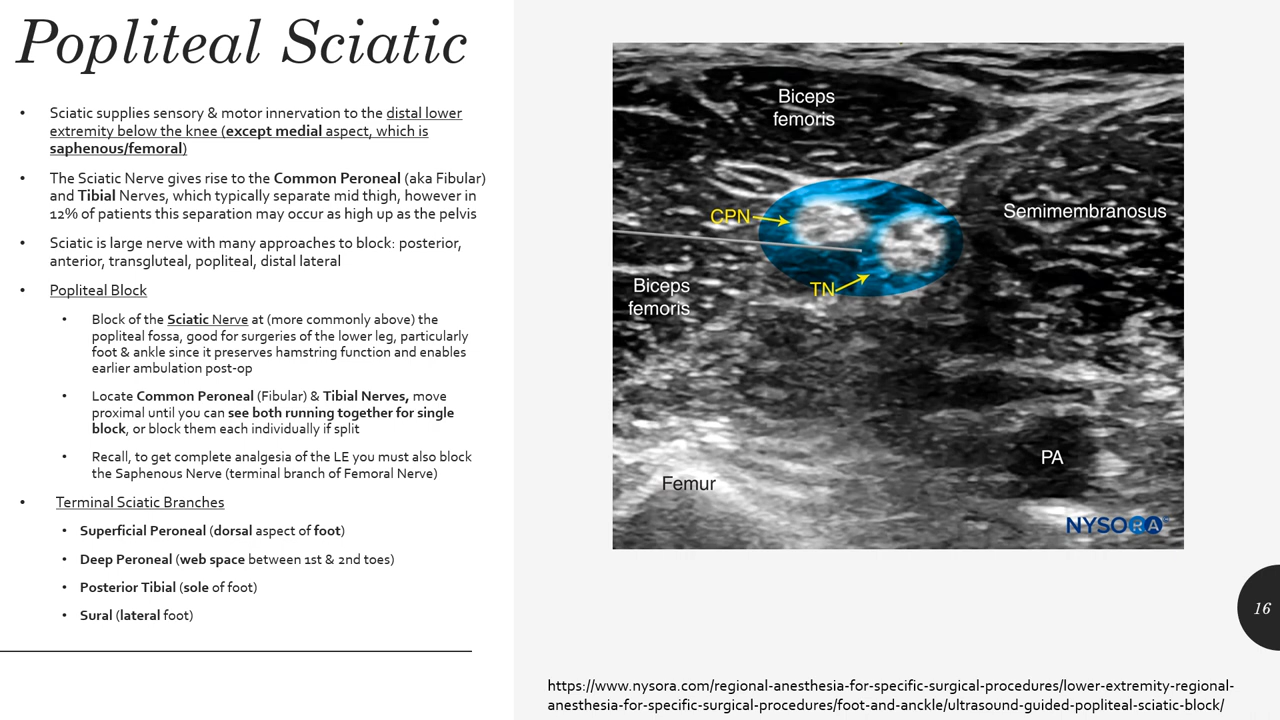 Popliteal Sciatic
• Sciatic supplies sensory & motor innervation to the distal lower
extremity below the knee (except medial aspect, which is
saphenous/femoral)
• The Sciatic Nerve gives rise to the Common Peroneal (aka Fibular)
and Tibial Nerves, which typically separate mid thigh, however in
12% of patients this separation may occur as high up as the pelvis
• Sciatic is large nerve with many approaches to block: posterior,
anterior, transgluteal, popliteal, distal lateral
• Popliteal Block
• Block of the Sciatic Nerve at (more commonly above) the
popliteal fossa, good for surgeries of the lower leg, particularly
foot & ankle since it preserves hamstring function and enables
earlier ambulation post-op
• Locate Common Peroneal (Fibular) & Tibial Nerves, move
proximal until you can see both running together for single
block, or block them each individually if split
• Recall, to get complete analgesia of the LE you must also block
the Saphenous Nerve (terminal branch of Femoral Nerve)
• Terminal Sciatic Branches
• Superficial Peroneal (dorsal aspect of foot)
• Deep Peroneal (web space between 1st & 2nd toes)
• Posterior Tibial (sole of foot)
• Sural (lateral foot)
Biceps
femoris
CPN
Semimembranosus
TN
Biceps
femoris
PA
Femur
NYSORA
16
https://www.nysora.com/regional-anesthesia-for-specific-surgical-procedures/lower-extremity-regional-
anesthesia-for-specific-surgical-procedures/foot-and-anckle/ultrasound-guided-popliteal-sciatic-block/